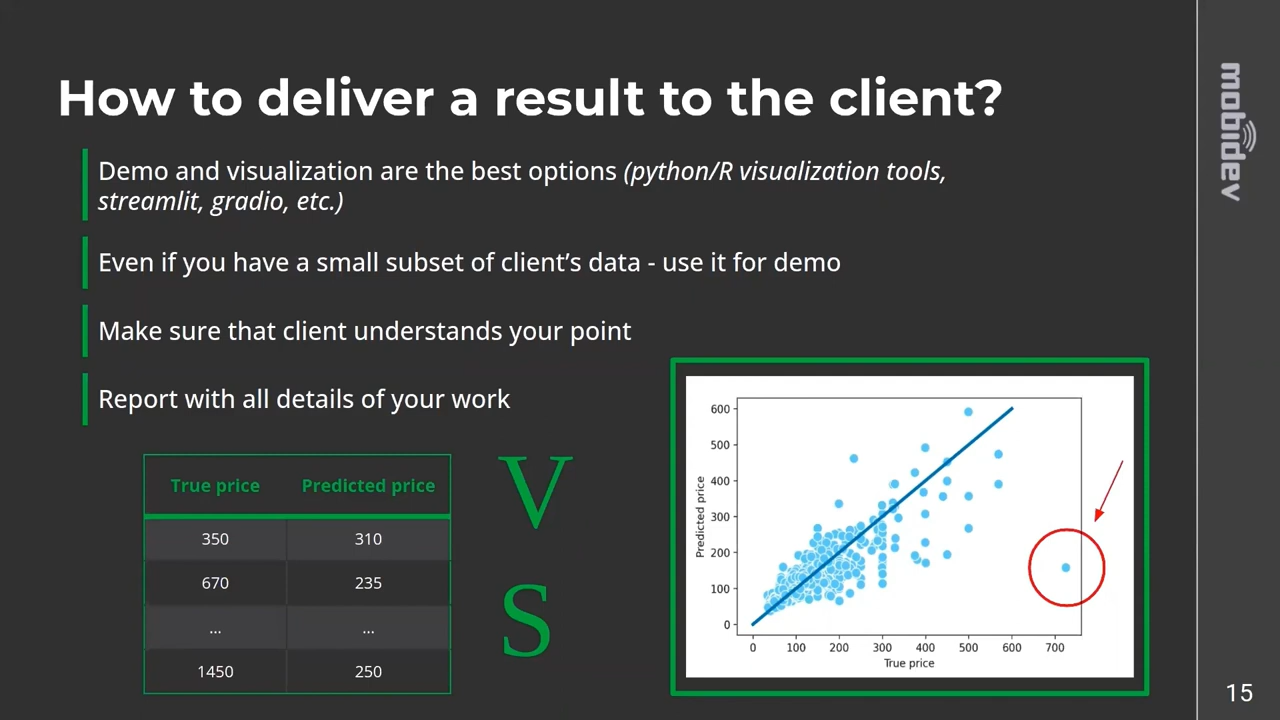 How to deliver a result to the client?
mobidev
Demo and visualization are the best options (python/R visualization tools,
streamlit, gradio, etc.)
Even if you have a small subset of client's data - use it for demo
Make sure that client understands your point
Report with all details of your work
True price Predicted price
350 310
670 235
... ...
1450 250
V
S
600
500
400
300
200
100
0
Predicted price
0 100 200 300 400 500 600 700
True price
15